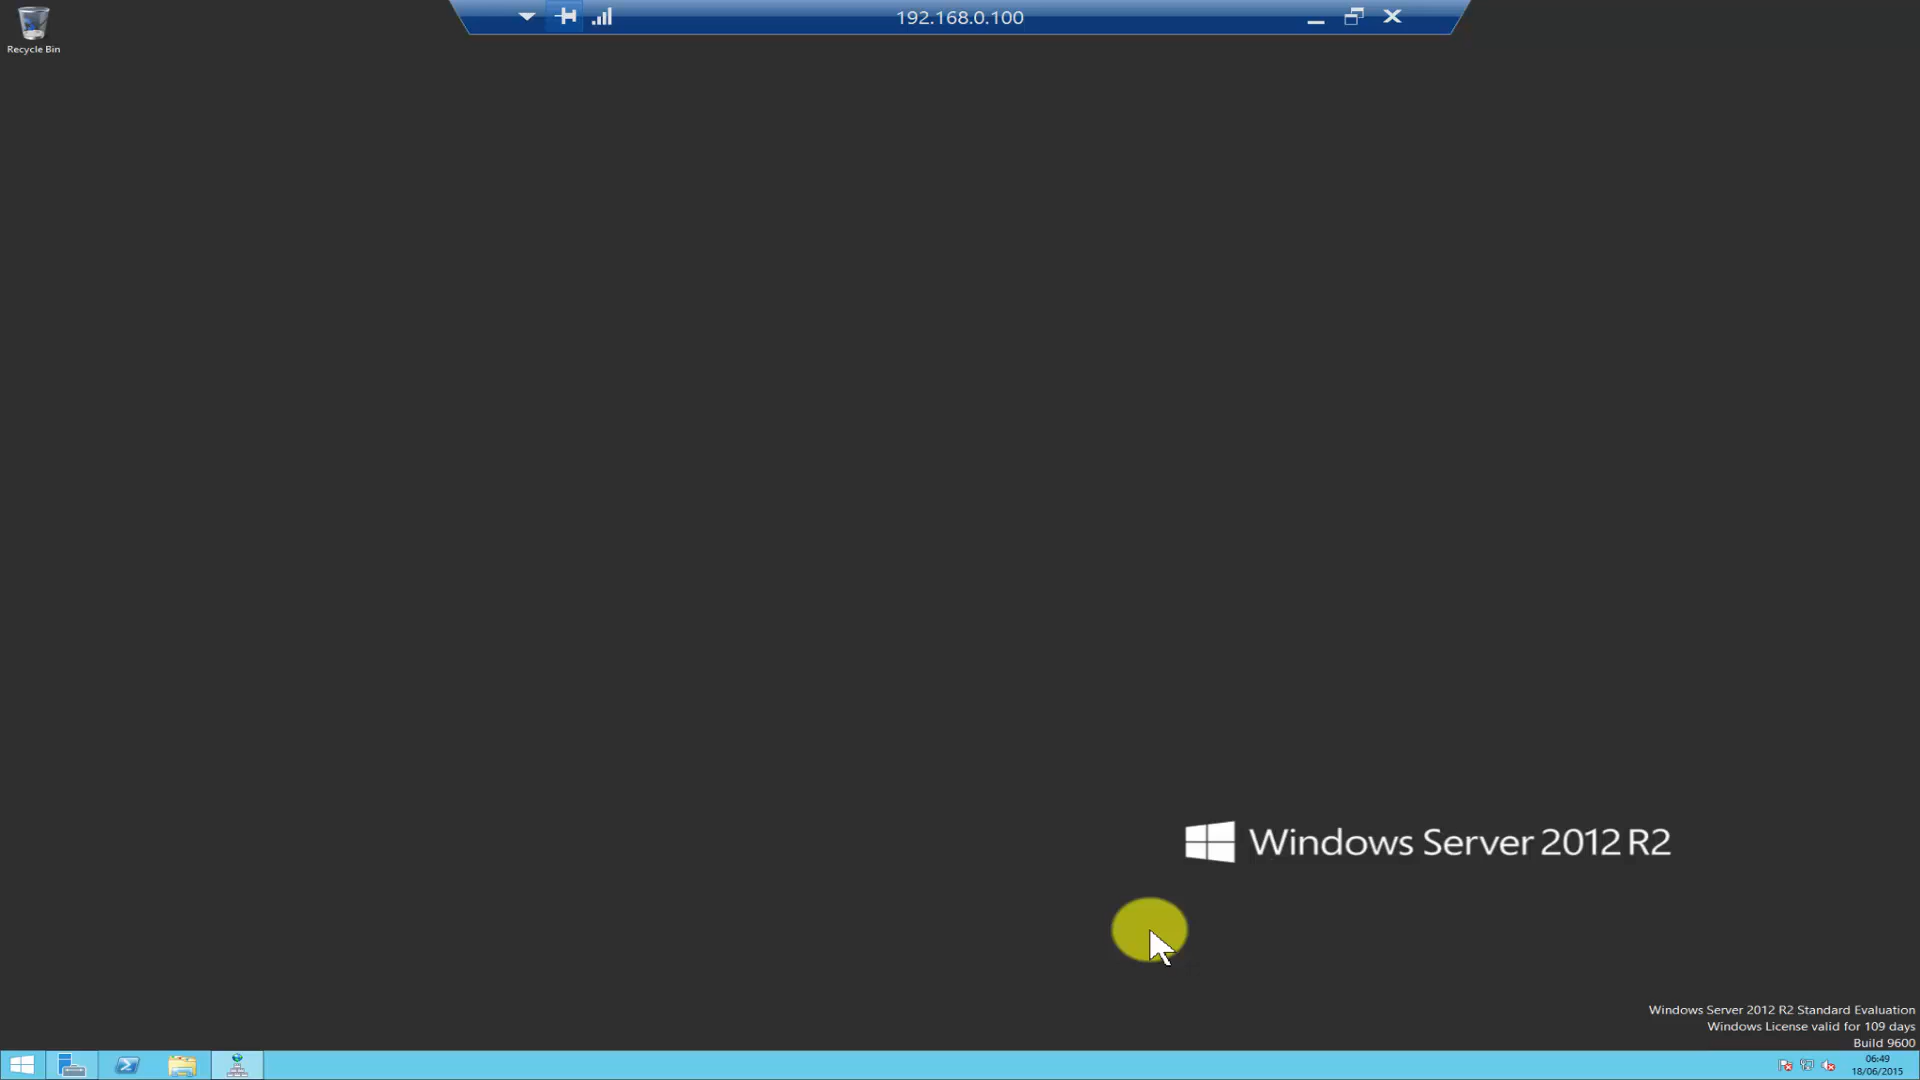 192.168.0.100
Recycle Bin
Windows Server 2012 R2
Windows Server 2012 R2 Standard Evaluation
Windows License valid for 109 days
Build 9600
06:49
18/06/2015